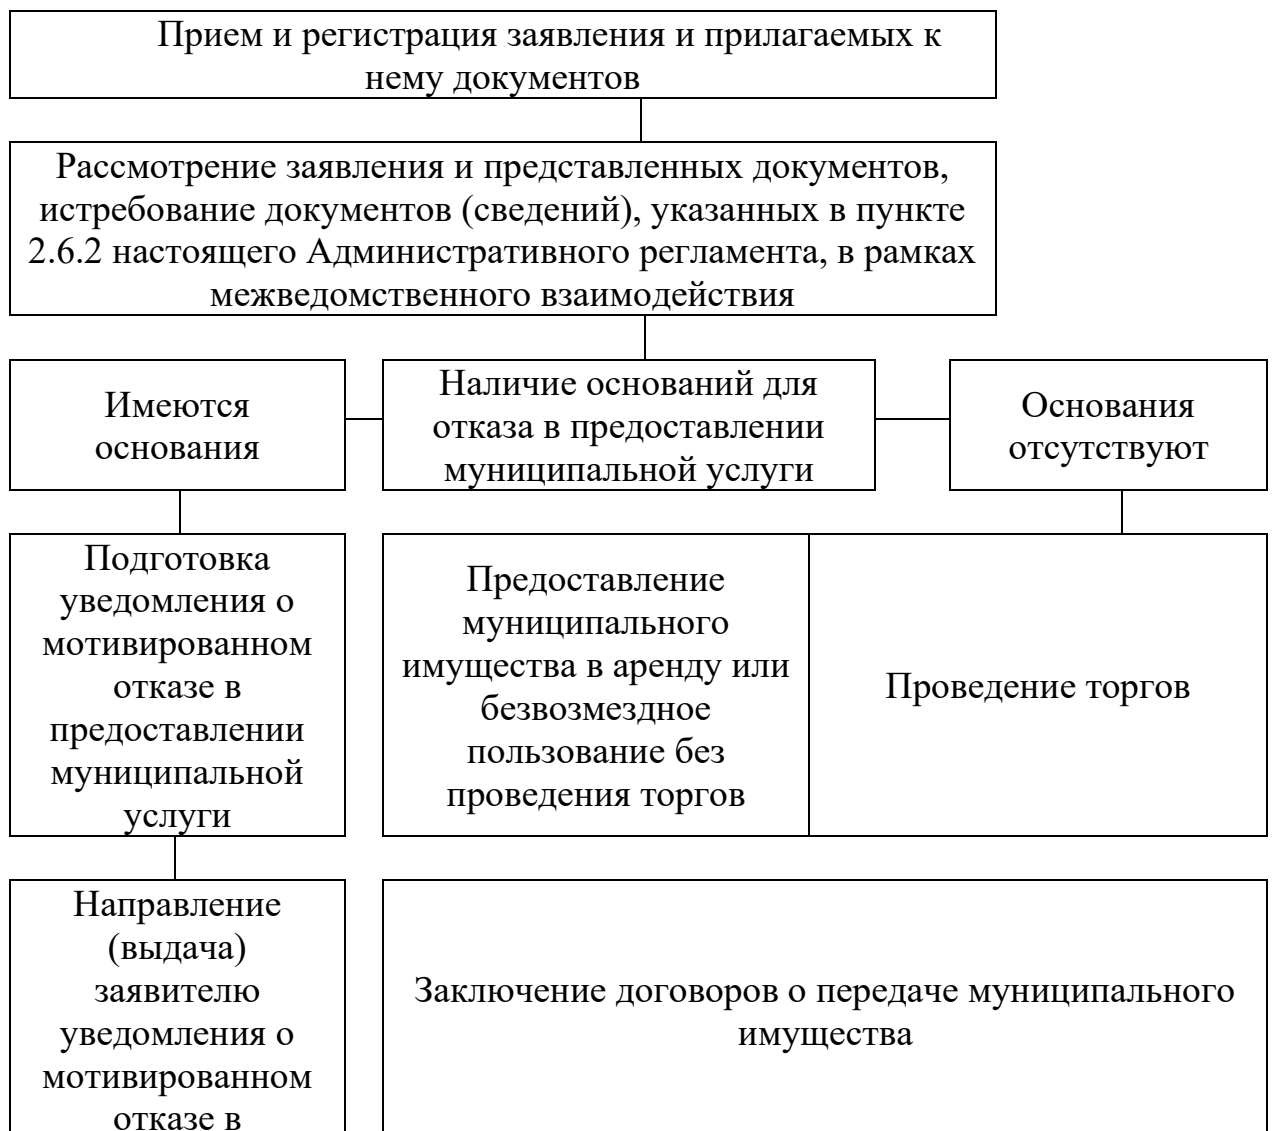 Прием и регистрация заявления и прилагаемых к
нему документов
Рассмотрение заявления и представленных документов,
истребование документов (сведений), указанных в пункте
2.6.2 настоящего Административного регламента, в рамках
межведомственного взаимодействия
Имеются
основания
Наличие оснований для
отказа в предоставлении
муниципальной услуги
Основания
отсутствуют
Подготовка
уведомления о
мотивированном
отказе в
предоставлении
муниципальной
услуги
Предоставление
муниципального
имущества в аренду или
безвозмездное
пользование без
проведения торгов
Проведение торгов
Направление
(выдача)
заявителю
уведомления о
мотивированном
отказе в
Заключение договоров о передаче муниципального
имущества